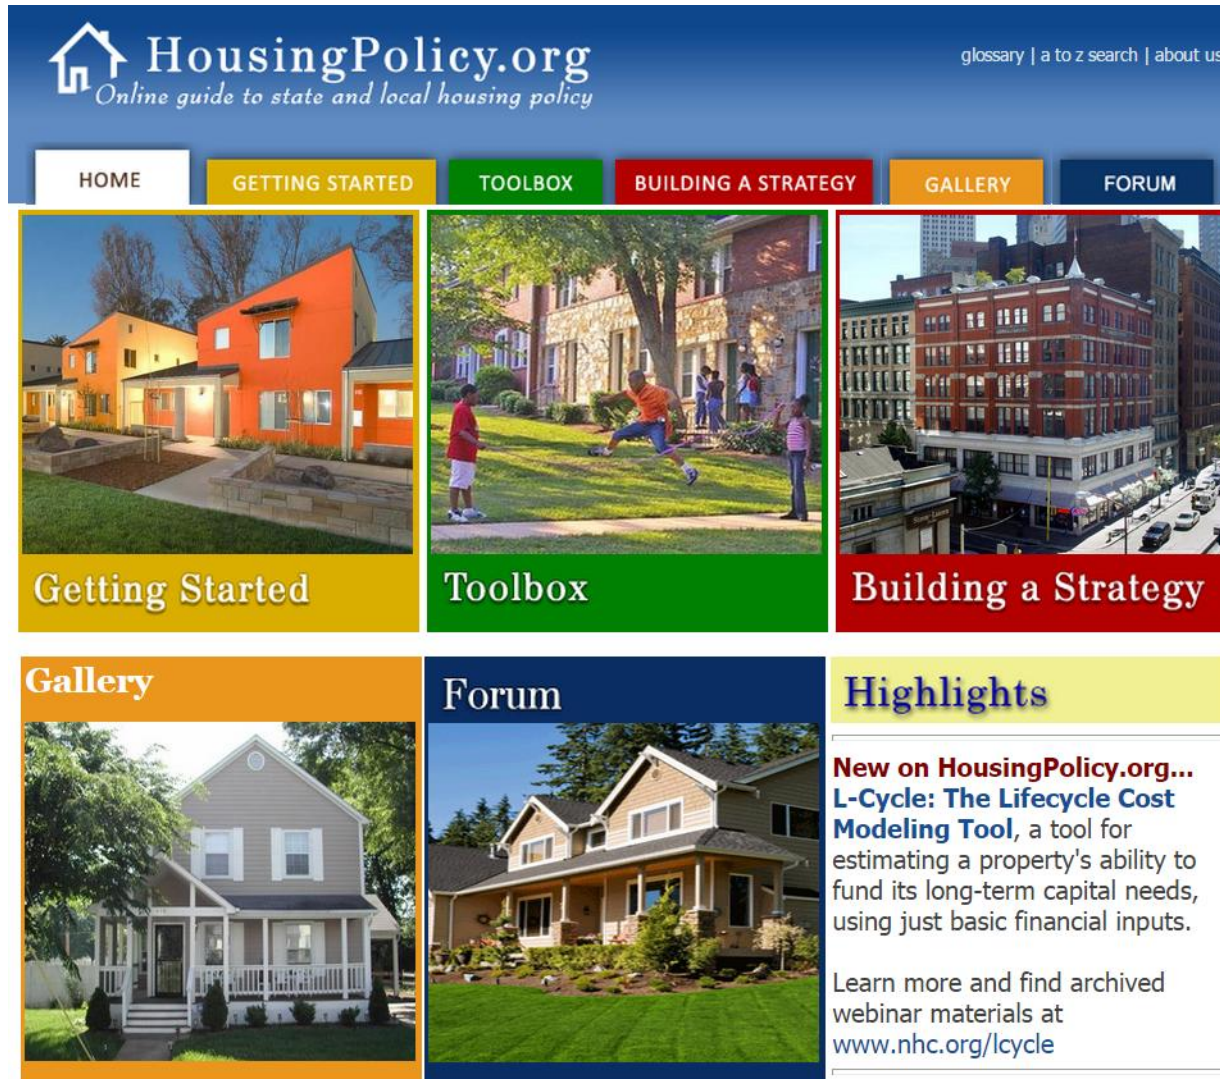 HousingPolicy.org
Online guide to state and local housing policy
glossary | a to z search | about us
HOME
GETTING STARTED
TOOLBOX
BUILDING A STRATEGY
GALLERY
FORUM
Getting Started
Toolbox
Building a Strategy
Gallery
Forum
Highlights
New on HousingPolicy.org...
L-Cycle: The Lifecycle Cost
Modeling Tool, a tool for
estimating a property's ability to
fund its long-term capital needs,
using just basic financial inputs.
Learn more and find archived
webinar materials at
www.nhc.org/lcycle